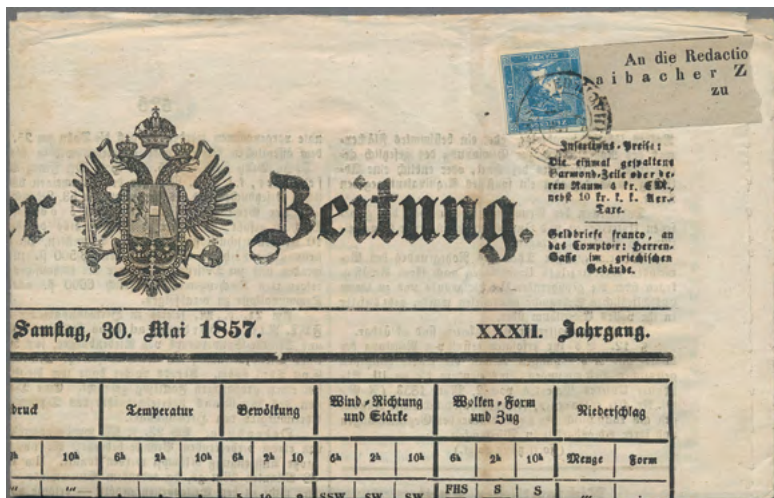 An die Redactio
aibacher Z
zu
Insertions-Preise:
Die einmal gespaltene
Garmond-Zeile oder de-
ren Raum 4 kr. CM.,
nebst 10 kr. k. k. Aer-
Taxe.
Geldbriefe franco, an
das Comptoir: Herren-
Gasse im griechischen
Gebäude.
er Zeitung.
Samstag, 30. Mai 1857.
XXXII. Jahrgang.
druck Temperatur Bewölkung Wind-Richtung und Stärke Wolken-Form und Zug Niederschlag
10h 6h 2h 10h 6h 2h 10 6h 2h 10h 6h 2h 10h Menge Form
SSW SW SW FHS S S